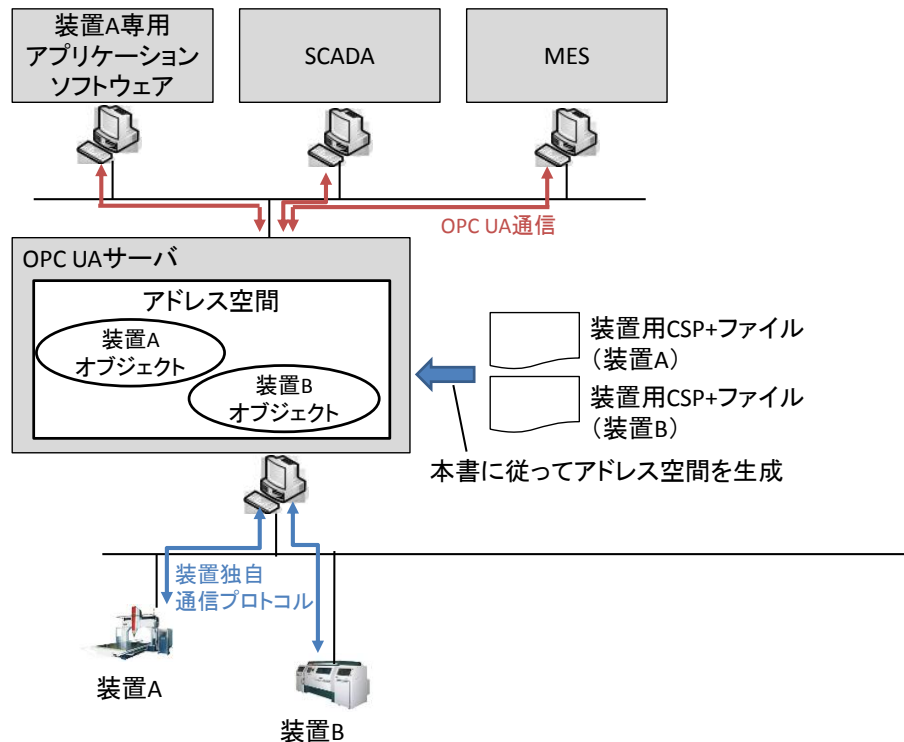 装置A専用
アプリケーション
ソフトウェア
SCADA
MES
OPC UA通信
OPC UAサーバ
アドレス空間
装置A
オブジェクト
装置B
オブジェクト
装置用CSP+ファイル
（装置A）
装置用CSP+ファイル
（装置B）
本書に従ってアドレス空間を生成
装置独自
通信プロトコル
装置A
装置B